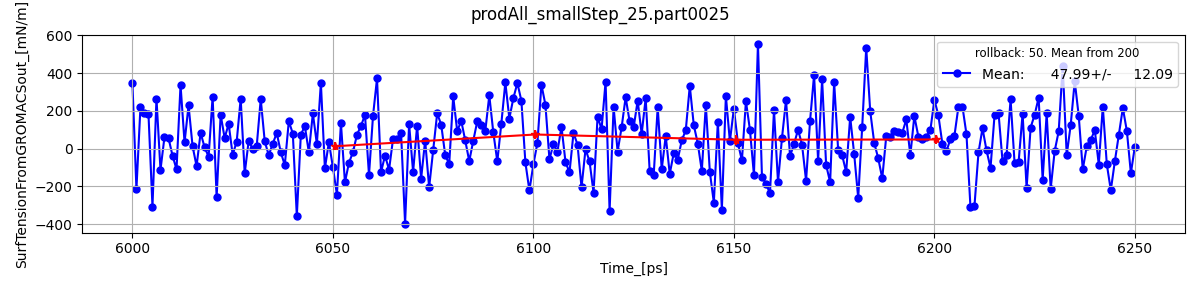 prodAll_smallStep_25.part0025
SurfTensionFromGROMACSout_[mN/m]
600
400
200
0
−200
−400
rollback: 50. Mean from 200
Mean: 47.99+/- 12.09
6000
6050
6100
6150
6200
6250
Time_[ps]